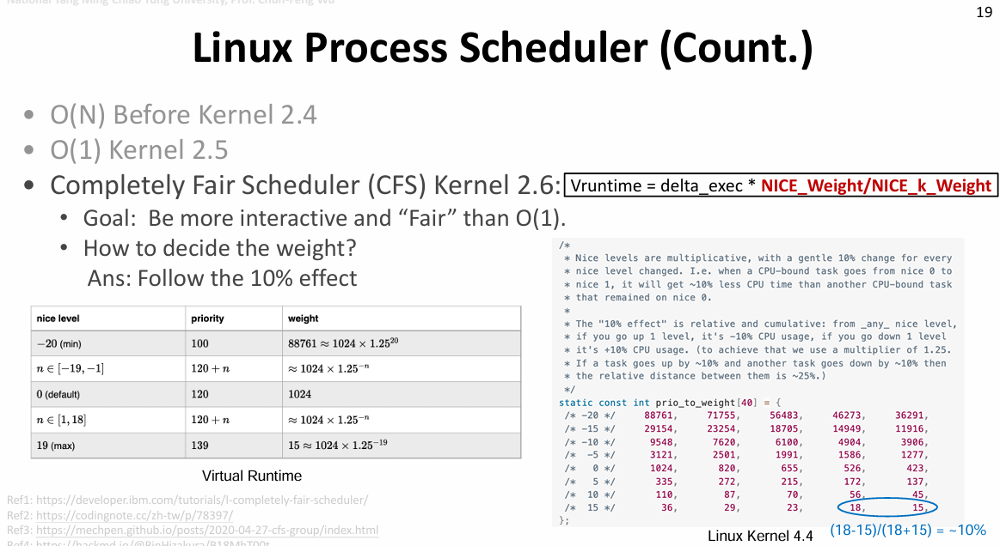 National Yang Ming Chiao Tung University, Prof. Chun-Feng Wu
19
Linux Process Scheduler (Count.)
• O(N) Before Kernel 2.4
• O(1) Kernel 2.5
• Completely Fair Scheduler (CFS) Kernel 2.6:
Vruntime = delta_exec * NICE_Weight/NICE_k_Weight
• Goal: Be more interactive and “Fair” than O(1).
• How to decide the weight?
Ans: Follow the 10% effect
nice level priority weight
−20 (min) 100 88761 ≈ 1024 × 1.25²⁰
n ∈ [−19, −1] 120 + n ≈ 1024 × 1.25⁻ⁿ
0 (default) 120 1024
n ∈ [1, 18] 120 + n ≈ 1024 × 1.25⁻ⁿ
19 (max) 139 15 ≈ 1024 × 1.25⁻¹⁹
Virtual Runtime
/*
* Nice levels are multiplicative, with a gentle 10% change for every
* nice level changed. I.e. when a CPU-bound task goes from nice 0 to
* nice 1, it will get ~10% less CPU time than another CPU-bound task
* that remained on nice 0.
*
* The "10% effect" is relative and cumulative: from _any_ nice level,
* if you go up 1 level, it's -10% CPU usage, if you go down 1 level
* it's +10% CPU usage. (to achieve that we use a multiplier of 1.25.
* If a task goes up by ~10% and another task goes down by ~10% then
* the relative distance between them is ~25%.)
*/
static const int prio_to_weight[40] = {
/* -20 */ 88761, 71755, 56483, 46273, 36291,
/* -15 */ 29154, 23254, 18705, 14949, 11916,
/* -10 */ 9548, 7620, 6100, 4904, 3906,
/* -5 */ 3121, 2501, 1991, 1586, 1277,
/* 0 */ 1024, 820, 655, 526, 423,
/* 5 */ 335, 272, 215, 172, 137,
/* 10 */ 110, 87, 70, 56, 45,
/* 15 */ 36, 29, 23, 18, 15,
};
Linux Kernel 4.4
(18-15)/(18+15) = ~10%
Ref1: https://developer.ibm.com/tutorials/l-completely-fair-scheduler/
Ref2: https://codingnote.cc/zh-tw/p/78397/
Ref3: https://mechpen.github.io/posts/2020-04-27-cfs-group/index.html
Ref4: https://hackmd.io/@RinHizakura/B18MhT00t